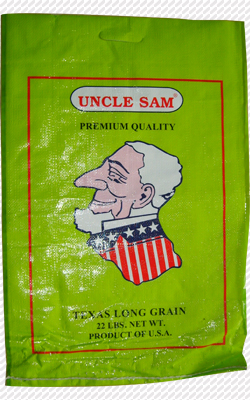 UNCLE SAM®
PREMIUM QUALITY
TEXAS LONG GRAIN
22 LBS. NET WT.
PRODUCT OF U.S.A.